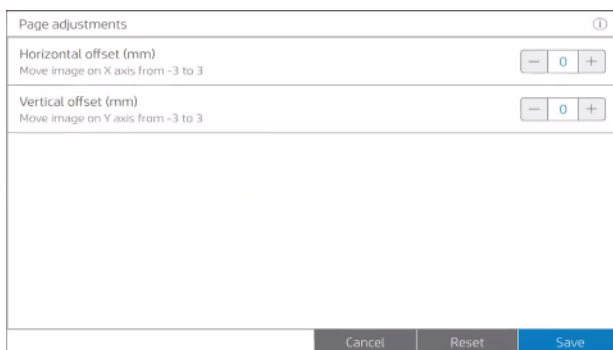 Page adjustments
Horizontal offset (mm)
Move image on X axis from -3 to 3
− 0 +
Vertical offset (mm)
Move image on Y axis from -3 to 3
− 0 +
Cancel Reset Save